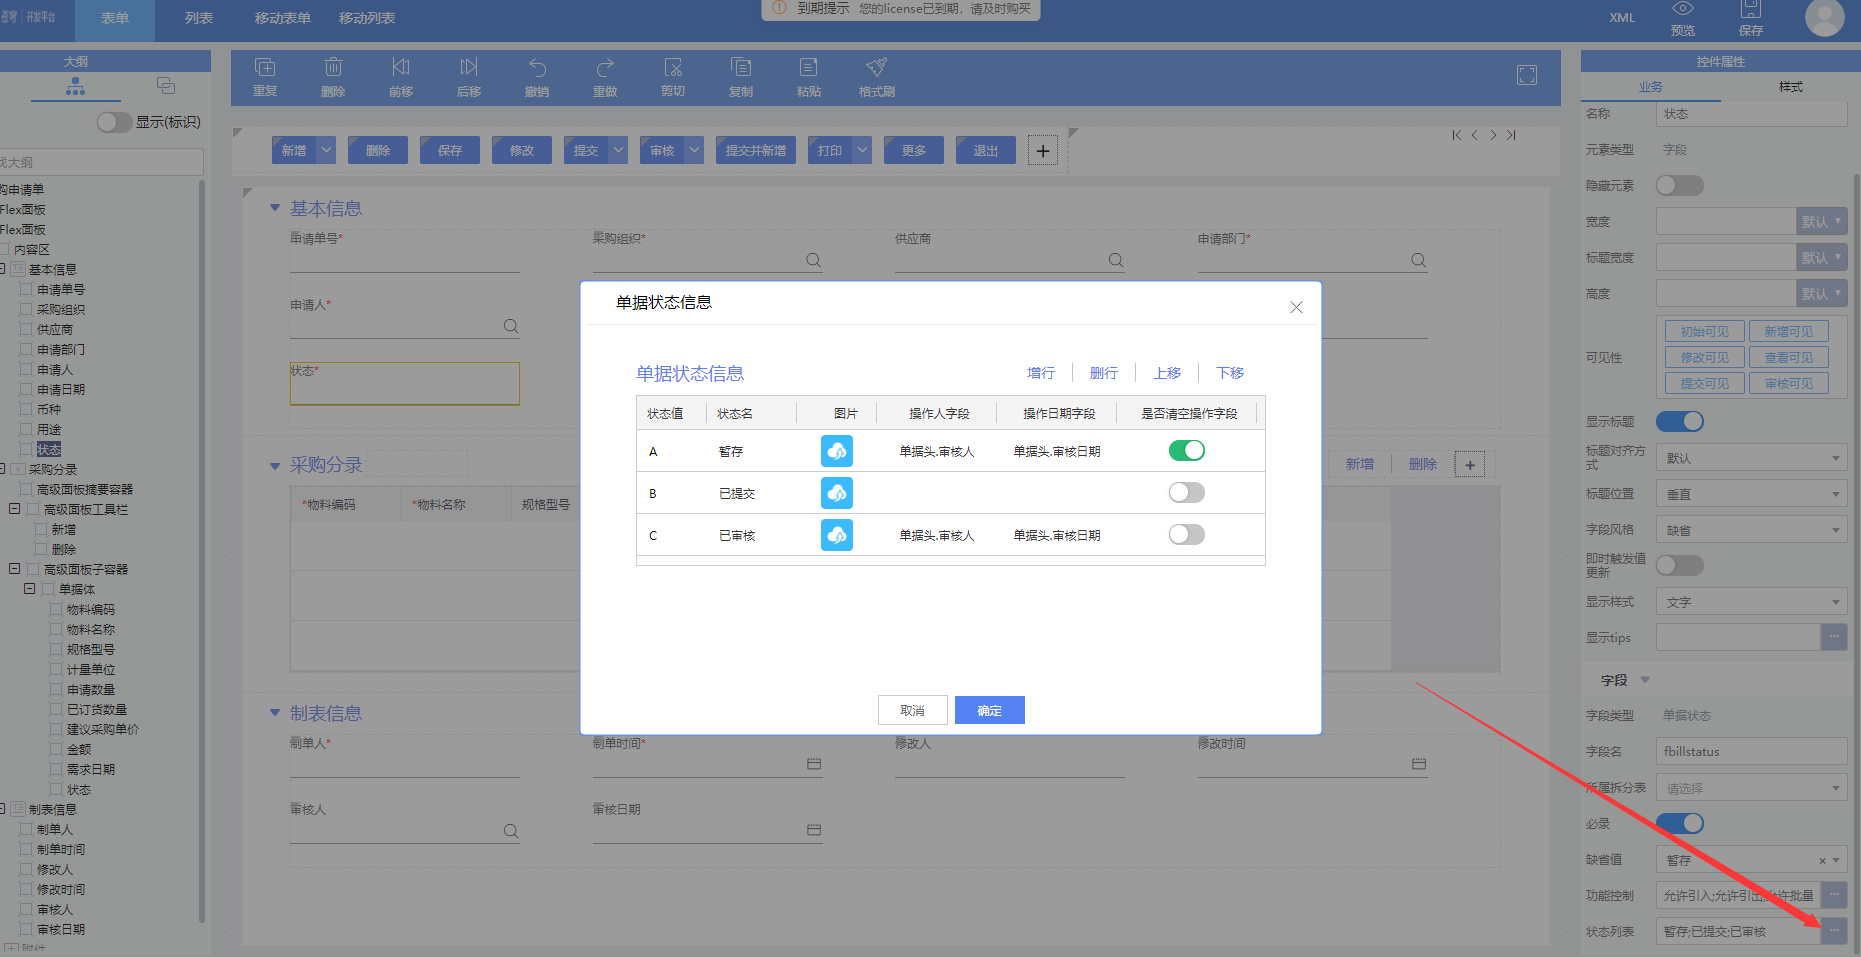 苍穹 开发平台
表单
列表
移动表单
移动列表
到期提示 您的license已到期，请及时购买
XML
预览
保存
大纲
显示(标识)
找大纲
购申请单
Flex面板
Flex面板
内容区
基本信息
申请单号
采购组织
供应商
申请部门
申请人
申请日期
币种
用途
状态
采购分录
高级面板摘要容器
高级面板工具栏
新增
删除
高级面板子容器
单据体
物料编码
物料名称
规格型号
计量单位
申请数量
已订货数量
建议采购单价
金额
需求日期
状态
制表信息
制单人
制单时间
修改人
修改时间
审核人
审核日期
附件
重复
删除
前移
后移
撤销
重做
剪切
复制
粘贴
格式刷
新增
删除
保存
修改
提交
审核
提交并新增
打印
更多
退出
基本信息
申请单号*
采购组织*
供应商
申请部门*
申请人*
状态*
采购分录
新增
删除
*物料编码
*物料名称
规格型号
制表信息
制单人*
制单时间*
修改人
修改时间
审核人
审核日期
单据状态信息
单据状态信息
增行
删行
上移
下移
状态值 状态名 图片 操作人字段 操作日期字段 是否清空操作字段
A 暂存 单据头.审核人 单据头.审核日期
B 已提交
C 已审核 单据头.审核人 单据头.审核日期
取消
确定
控件属性
业务
样式
名称 状态
元素类型 字段
隐藏元素
宽度 默认
标题宽度 默认
高度 默认
可见性
初始可见 新增可见
修改可见 查看可见
提交可见 审核可见
显示标题
标题对齐方式 默认
标题位置 垂直
字段风格 缺省
即时触发值更新
显示样式 文字
显示tips
字段
字段类型 单据状态
字段名 fbillstatus
所属拆分表 请选择
必录
缺省值 暂存
功能控制 允许引入;允许引出;允许批量
状态列表 暂存;已提交;已审核